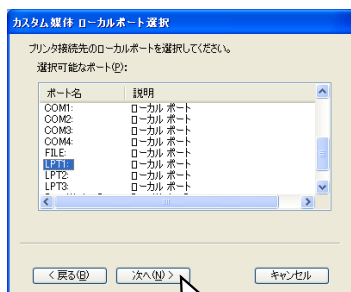 カスタム媒体 ローカルポート選択
プリンタ接続先のローカルポートを選択してください。
選択可能なポート(P):
ポート名 説明
COM1: ローカル ポート
COM2: ローカル ポート
COM3: ローカル ポート
COM4: ローカル ポート
FILE: ローカル ポート
LPT1: ローカル ポート
LPT2: ローカル ポート
LPT3: ローカル ポート
< 戻る(B) 次へ(N) > キャンセル